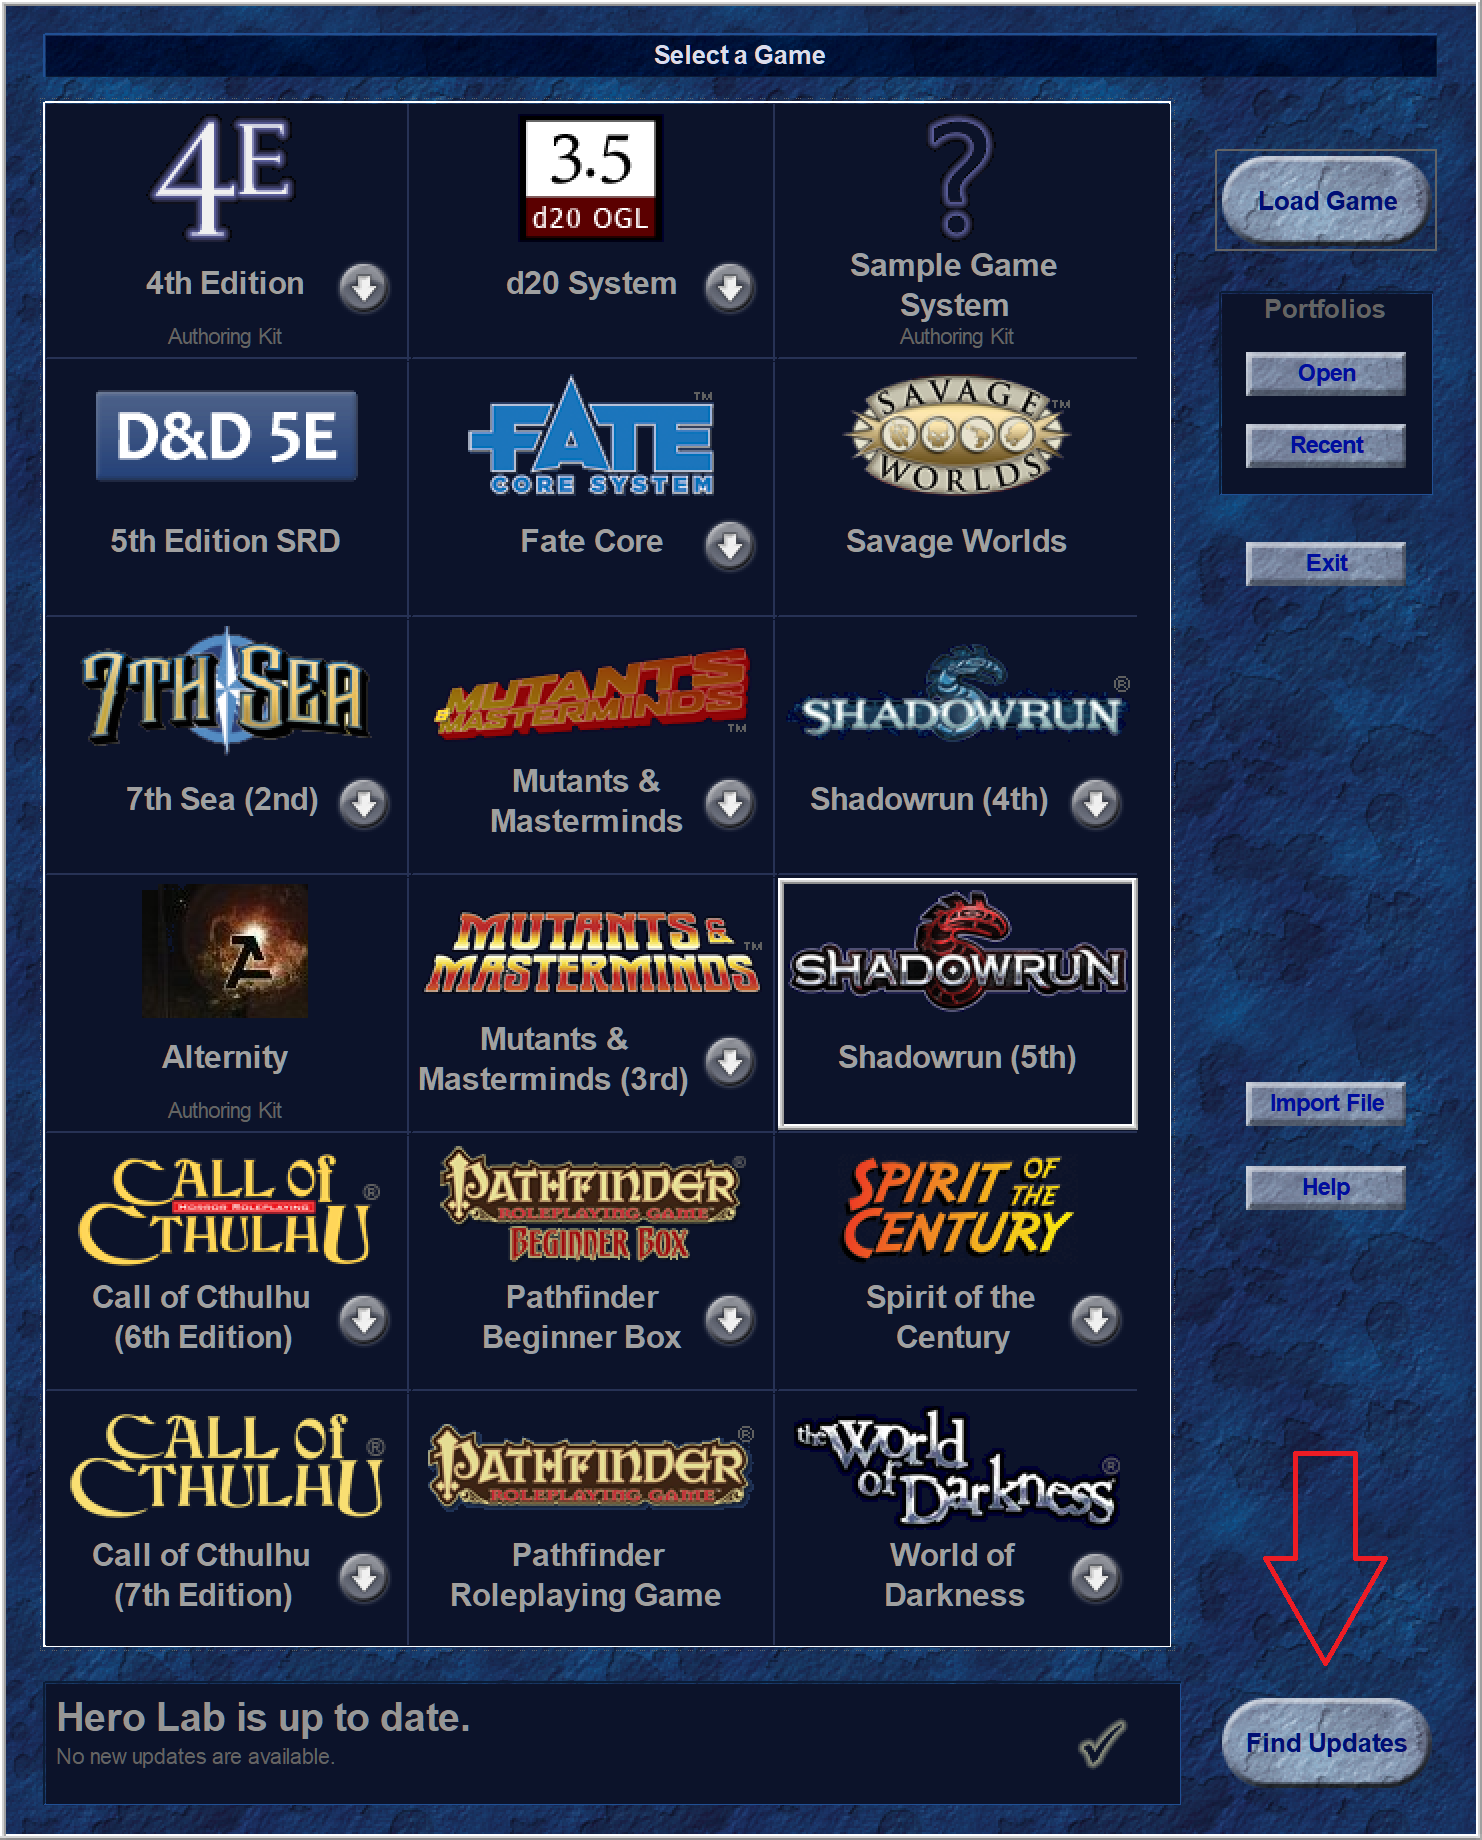 Select a Game
4E
4th Edition
Authoring Kit
3.5
d20 OGL
d20 System
?
Sample Game
System
Authoring Kit
Load Game
Portfolios
Open
Recent
Exit
D&D 5E
5th Edition SRD
FATE™
CORE SYSTEM
Fate Core
SAVAGE
WORLDS™
Savage Worlds
7TH SEA
7th Sea (2nd)
MUTANTS
& MASTERMINDS™
Mutants &
Masterminds
SHADOWRUN®
Shadowrun (4th)
A
Alternity
Authoring Kit
MUTANTS &
MASTERMINDS™
Mutants &
Masterminds (3rd)
SHADOWRUN
Shadowrun (5th)
Import File
Help
CALL of
HORROR ROLEPLAYING
CTHULHU®
Call of Cthulhu
(6th Edition)
PATHFINDER®
ROLEPLAYING GAME
BEGINNER BOX
Pathfinder
Beginner Box
SPIRIT OF
THE
CENTURY
Spirit of the
Century
CALL of
CTHULHU®
Call of Cthulhu
(7th Edition)
PATHFINDER®
ROLEPLAYING GAME
Pathfinder
Roleplaying Game
the World
of Darkness®
World of
Darkness
Hero Lab is up to date.
No new updates are available.
Find Updates